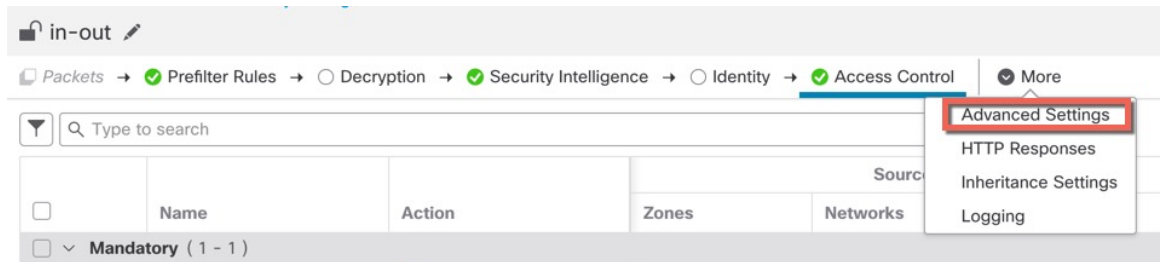 in-out
Packets → Prefilter Rules → Decryption → Security Intelligence → Identity → Access Control More
Advanced Settings
Type to search
HTTP Responses
Inheritance Settings
Logging
Name Action Zones Networks
Mandatory (1 - 1)